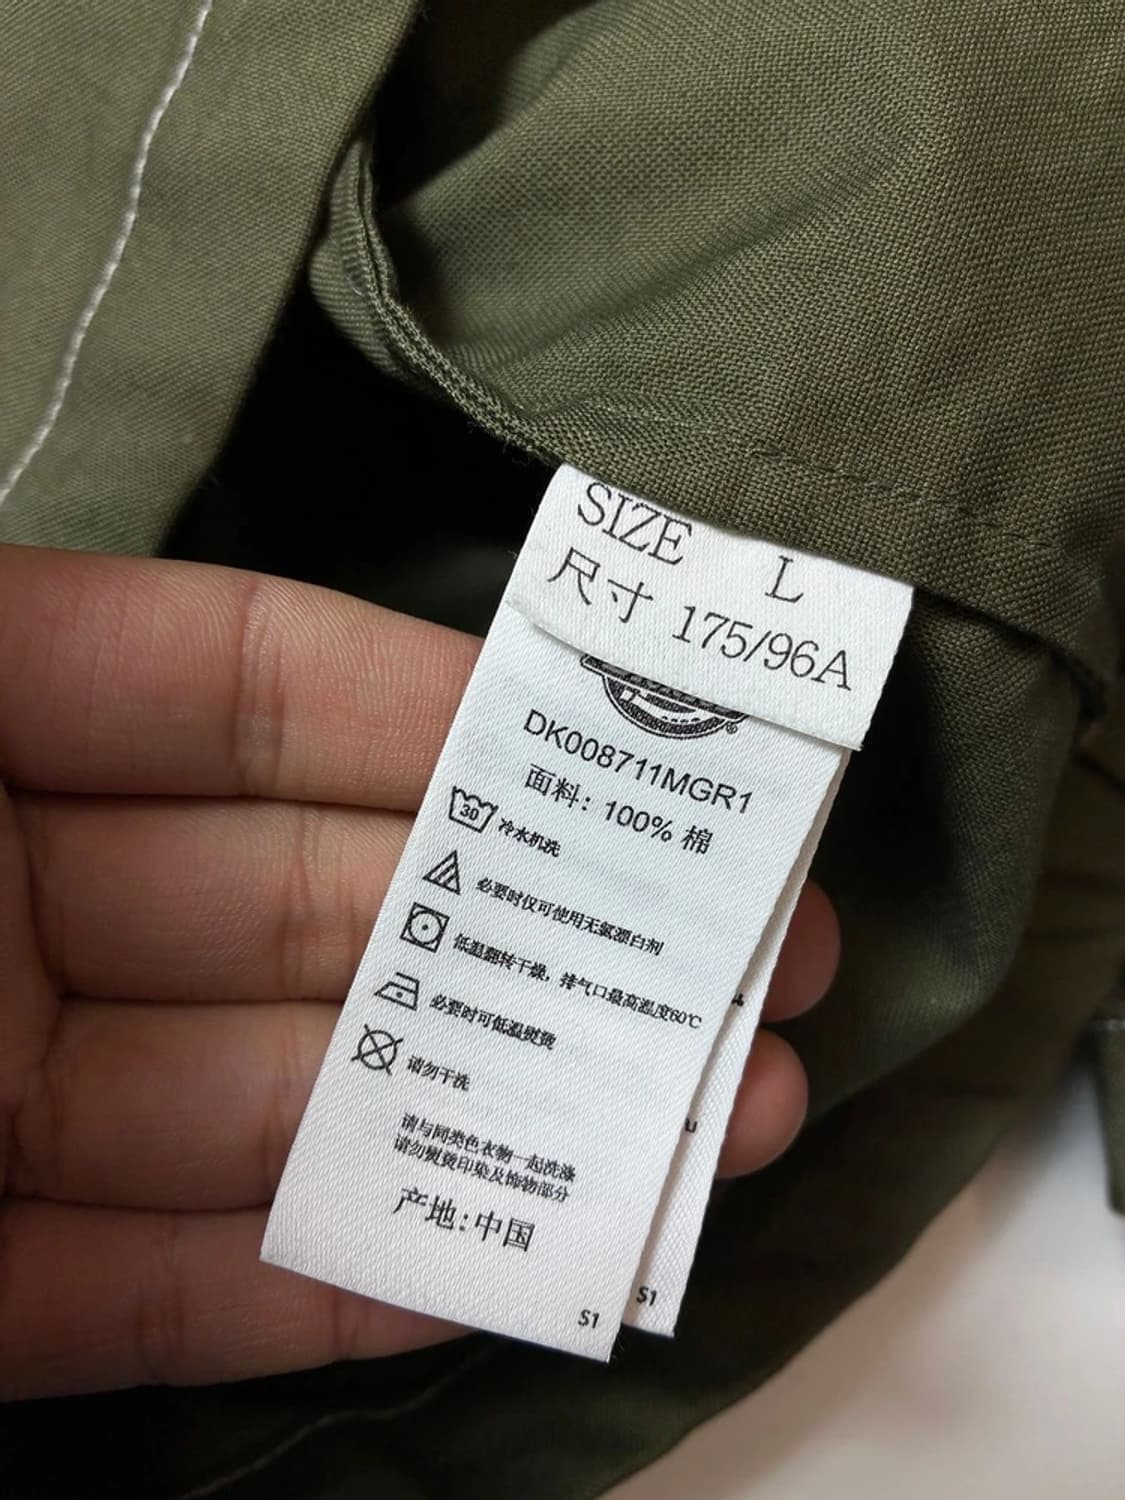 SIZE L
尺寸 175/96A
®
DK008711MGR1
面料：100% 棉
30 冷水机洗
必要时仅可使用无氯漂白剂
低温翻转干燥，排气口最高温度60℃
必要时可低温熨烫
请勿干洗
请与同类色衣物一起洗涤
请勿熨烫印染及饰物部分
产地：中国
S1
S1